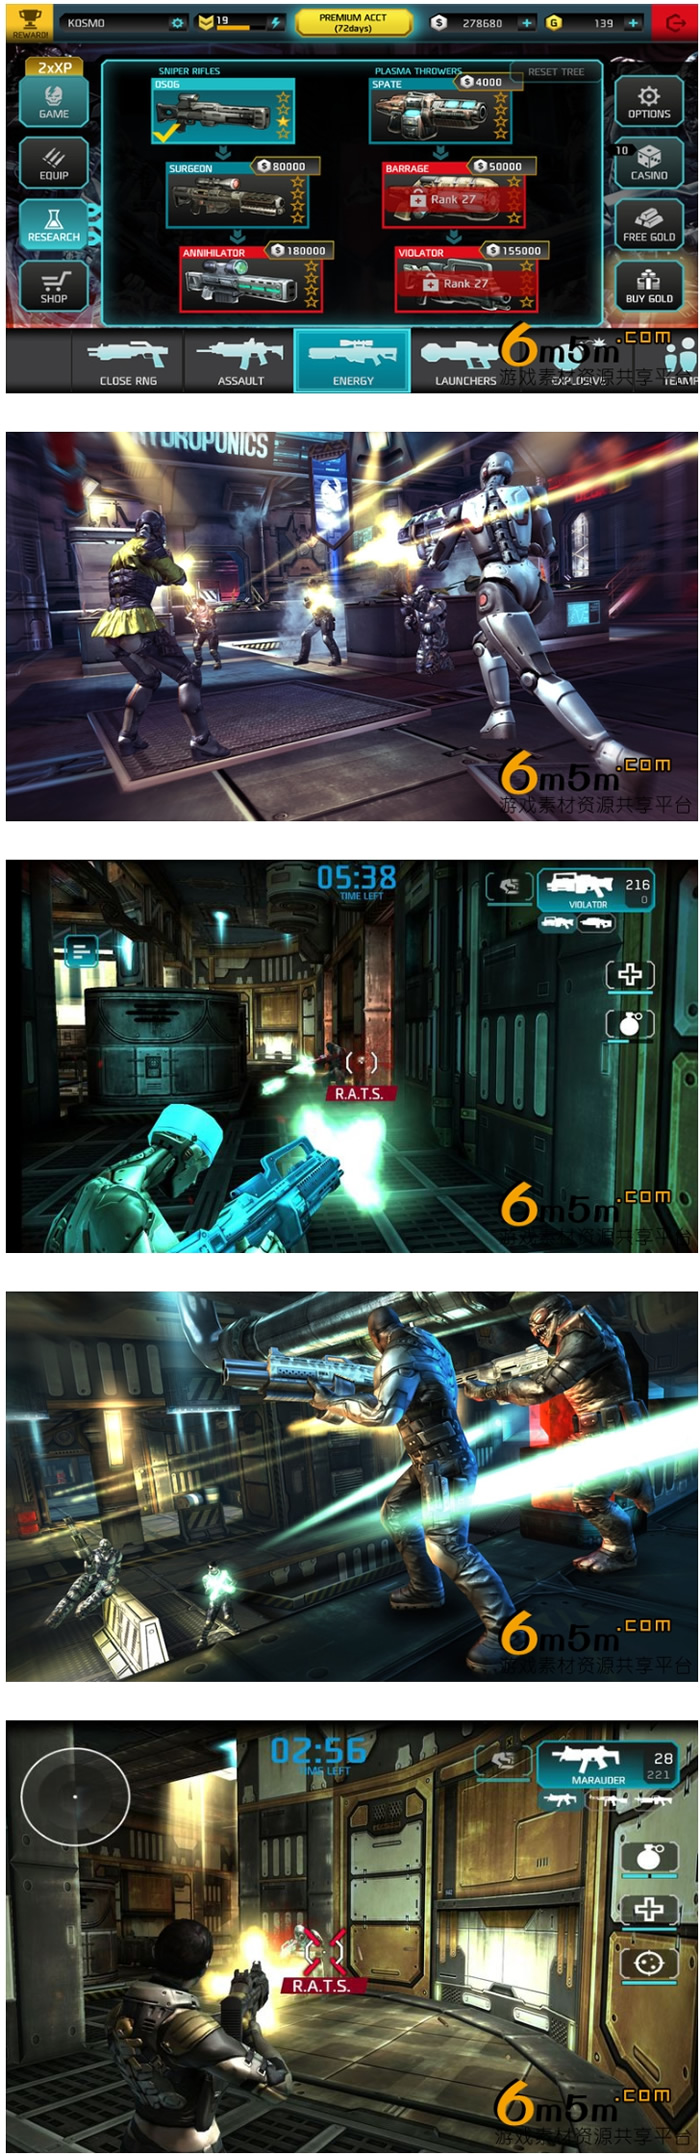 REWARD!
KOSMO
19
PREMIUM ACCT
(72days)
278680
139
2xXP
GAME
EQUIP
RESEARCH
SHOP
SNIPER RIFLES
PLASMA THROWERS
RESET TREE
OSOG
SPATE
4000
SURGEON
80000
BARRAGE
50000
Rank 27
ANNIHILATOR
180000
VIOLATOR
155000
Rank 27
OPTIONS
10
CASINO
FREE GOLD
BUY GOLD
CLOSE RNG
ASSAULT
ENERGY
LAUNCHERS
EXPLOSIVE
TEAMP
6m5m.com
游戏素材资源共享平台
HYDROPONICS
6m5m.com
游戏素材资源共享平台
05:38
TIME LEFT
216
0
VIOLATOR
R.A.T.S.
6m5m.com
游戏素材资源共享平台
6m5m.com
游戏素材资源共享平台
02:56
TIME LEFT
28
221
MARAUDER
R.A.T.S.
6m5m.com
游戏素材资源共享平台